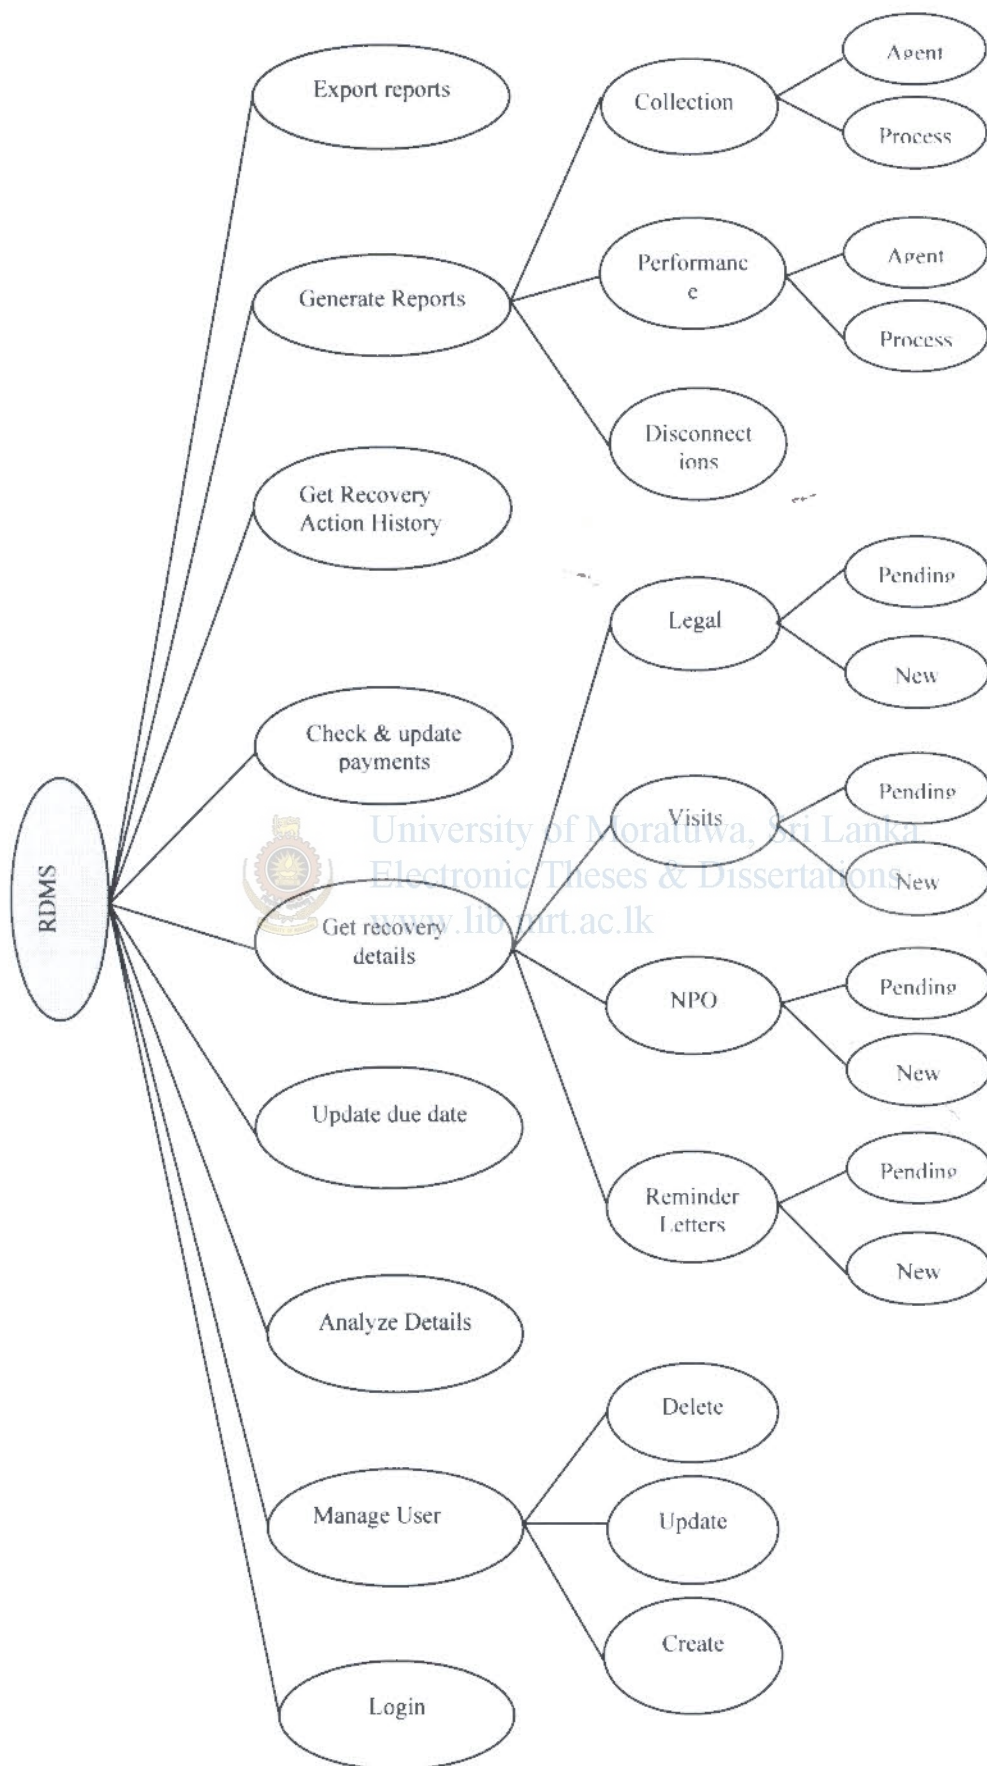 RDMS
Export reports
Generate Reports
Collection
Agent
Process
Performanc
e
Agent
Process
Disconnect
ions
Get Recovery
Action History
Check & update
payments
Get recovery
details
Legal
Pending
New
Visits
Pending
New
NPO
Pending
New
Reminder
Letters
Pending
New
Update due date
Analyze Details
Manage User
Delete
Update
Create
Login
University of Moratuwa, Sri Lanka.
Electronic Theses & Dissertations
www.lib.mrt.ac.lk